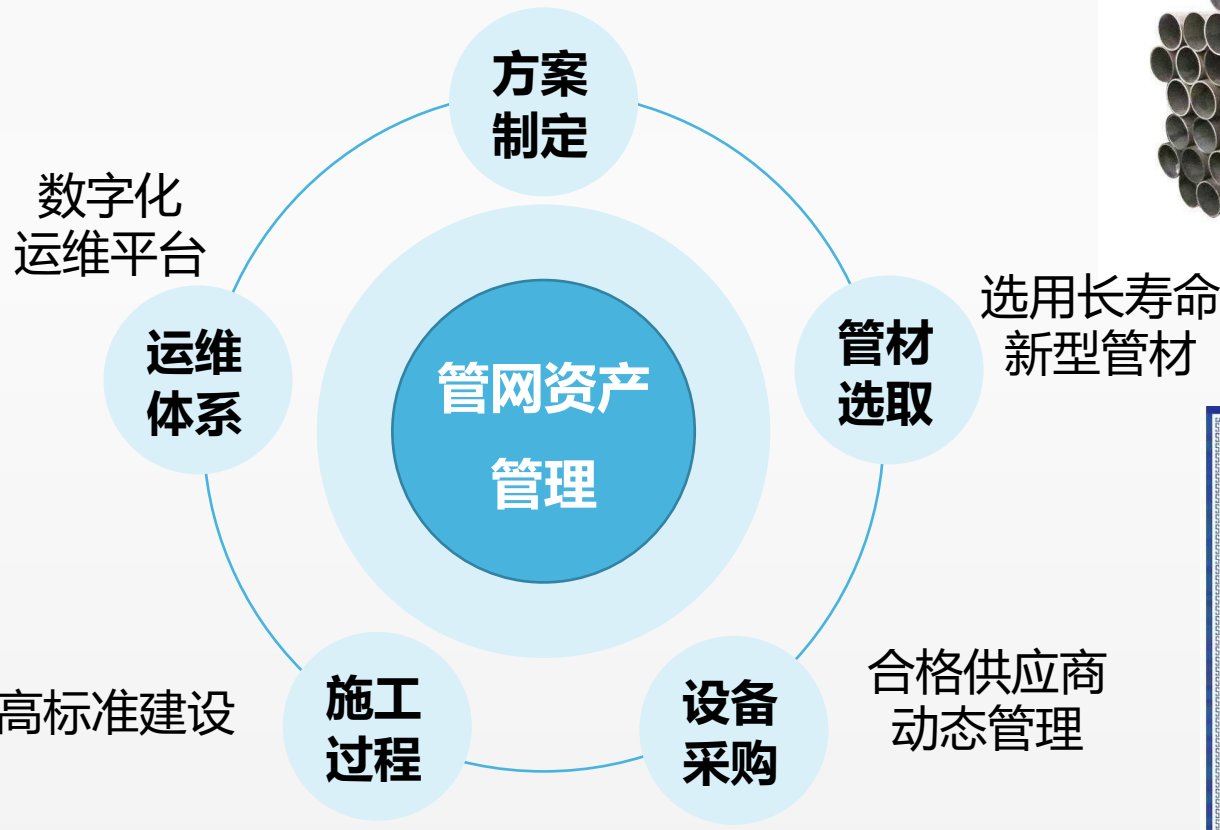 方案
制定
数字化
运维平台
运维
体系
管网资产
管理
管材
选取
选用长寿命
新型管材
高标准建设
施工
过程
设备
采购
合格供应商
动态管理